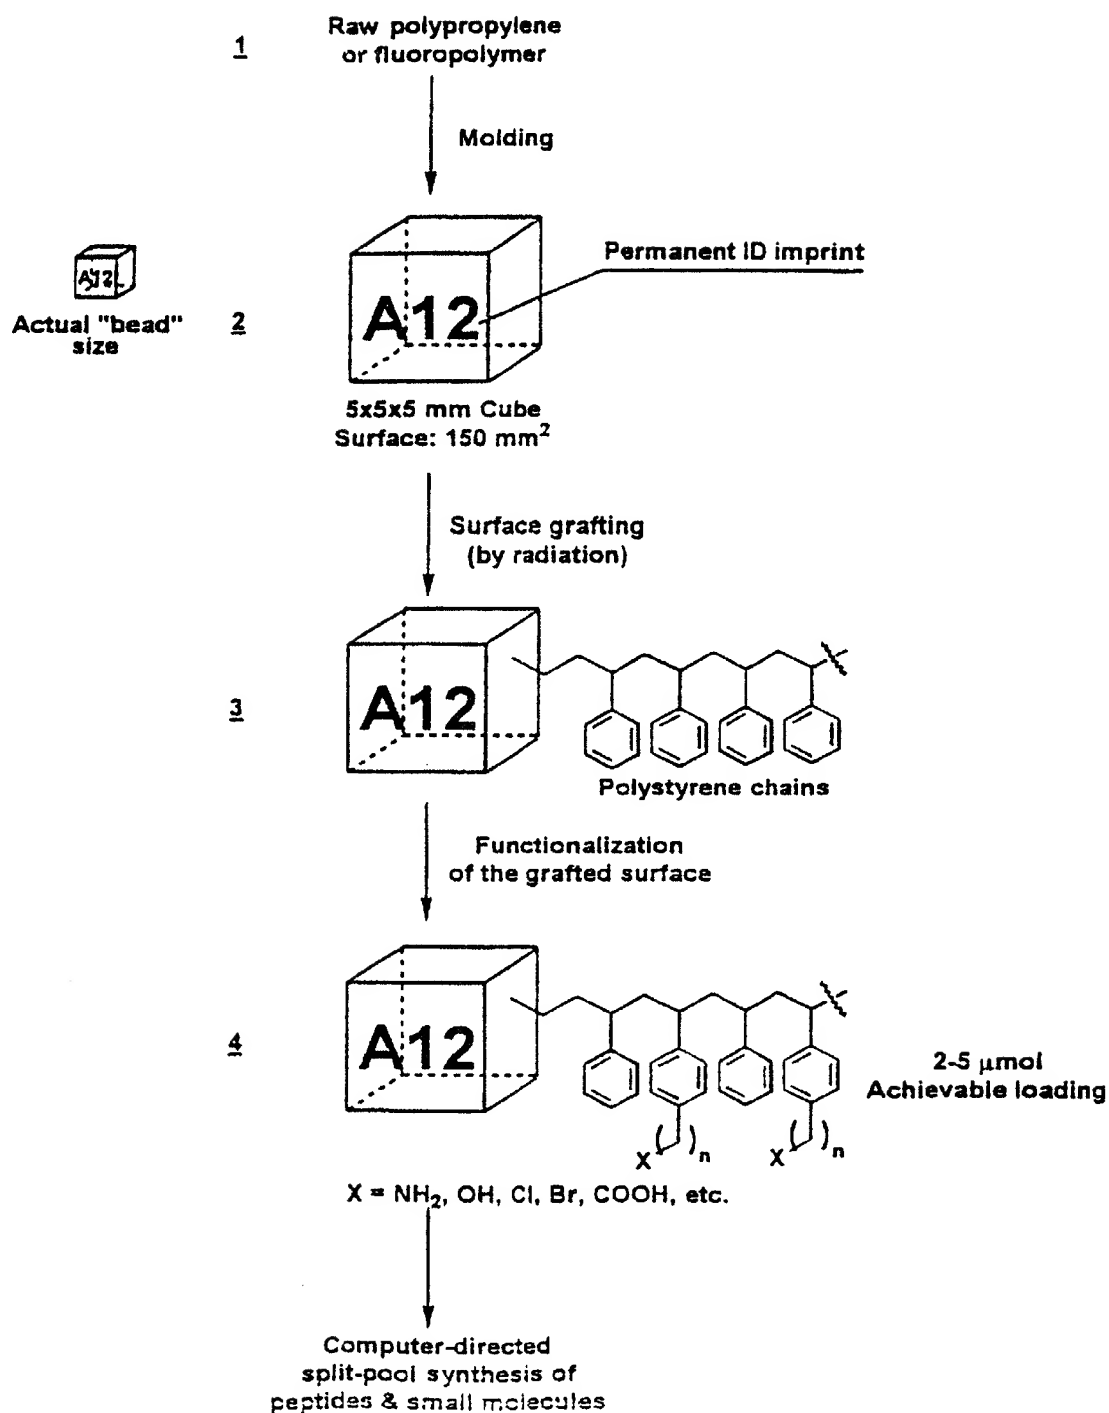 1
Raw polypropylene
or fluoropolymer
Molding
Permanent ID imprint
A12
Actual "bead"
size
2
A12
5x5x5 mm Cube
Surface: 150 mm²
Surface grafting
(by radiation)
3
A12
Polystyrene chains
Functionalization
of the grafted surface
4
A12
2-5 μmol
Achievable loading
X ( )n X ( )n
X = NH₂, OH, Cl, Br, COOH, etc.
Computer-directed
split-pool synthesis of
peptides & small molecules